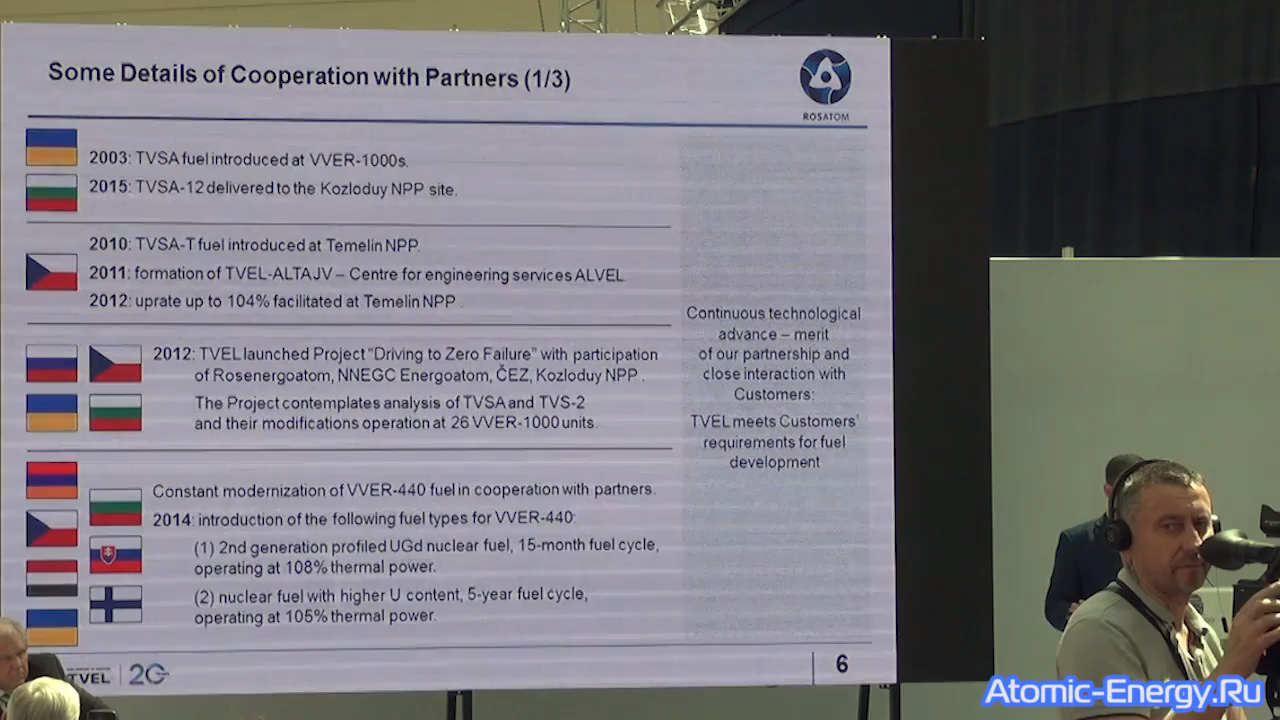 Some Details of Cooperation with Partners (1/3)
ROSATOM
2003: TVSA fuel introduced at VVER-1000s.
2015: TVSA-12 delivered to the Kozloduy NPP site.
2010: TVSA-T fuel introduced at Temelin NPP.
2011: formation of TVEL-ALTAJV – Centre for engineering services ALVEL
2012: uprate up to 104% facilitated at Temelin NPP .
2012: TVEL launched Project “Driving to Zero Failure” with participation
of Rosenergoatom, NNEGC Energoatom, ČEZ, Kozloduy NPP .
The Project contemplates analysis of TVSA and TVS-2
and their modifications operation at 26 VVER-1000 units.
Constant modernization of VVER-440 fuel in cooperation with partners.
2014: introduction of the following fuel types for VVER-440:
(1) 2nd generation profiled UGd nuclear fuel, 15-month fuel cycle,
operating at 108% thermal power.
(2) nuclear fuel with higher U content, 5-year fuel cycle,
operating at 105% thermal power.
Continuous technological
advance – merit
of our partnership and
close interaction with
Customers:
TVEL meets Customers’
requirements for fuel
development
TVEL
20
6
Atomic-Energy.Ru